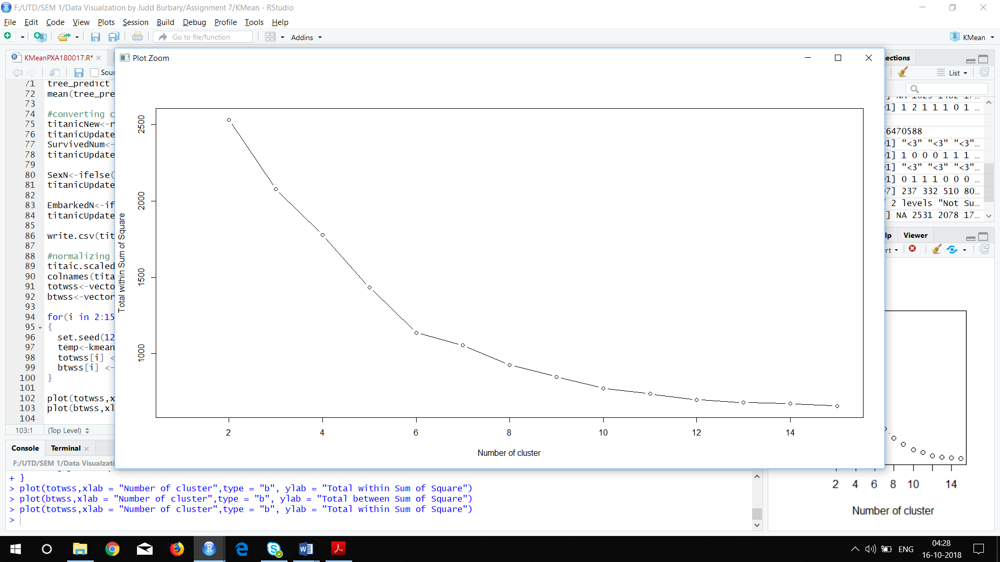 F:/UTD/SEM 1/Data Visualzation by Judd Burbary/Assignment 7/KMean - RStudio
File Edit Code View Plots Session Build Debug Profile Tools Help
Go to file/function Addins KMean
KMeanPXA180017.R*
Sour
71 tree_predict
72 mean(tree_pre
73
74 #converting c
75 titanicNew<-r
76 titanicUpdate
77 SurvivedNum<-
78 titanicUpdate
79
80 SexN<-ifelse(
81 titanicUpdate
82
83 EmbarkedN<-if
84 titanicUpdate
85
86 write.csv(tit
87
88 #normalizing
89 titaic.scaled
90 colnames(tita
91 totwss<-vecto
92 btwss<-vector
93
94 for(i in 2:15
95 {
96 set.seed(12
97 temp<-kmean
98 totwss[i] <
99 btwss[i] <-
100 }
101
102 plot(totwss,x
103 plot(btwss,xl
104
103:1 (Top Level)
Plot Zoom
2500
2000
1500
1000
Total within Sum of Square
2 4 6 8 10 12 14
Number of cluster
ections
List
1] 1 2 1 1 1 0 1 …
6470588
1] "<3" "<3" "<3"…
1] 1 0 0 0 1 1 1 …
1] "<3" "<3" "<3"…
1] 0 1 1 1 0 0 0 …
7] 237 332 510 80…
2 levels "Not Su…
] NA 2531 2078 17…
lp Viewer
rt
2 4 6 8 10 14
Number of cluster
Console Terminal
F:/UTD/SEM 1/Data Visualzati
+ }
> plot(totwss,xlab = "Number of cluster",type = "b", ylab = "Total within Sum of Square")
> plot(btwss,xlab = "Number of cluster",type = "b", ylab = "Total between Sum of Square")
> plot(totwss,xlab = "Number of cluster",type = "b", ylab = "Total within Sum of Square")
>
ENG
04:28
16-10-2018